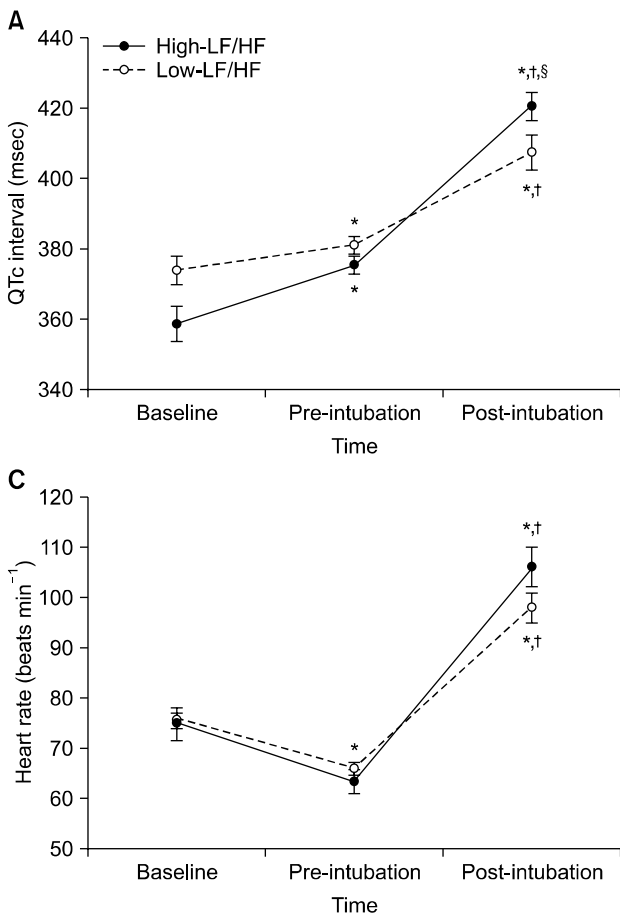 A
High-LF/HF
Low-LF/HF
QTc interval (msec)
420
400
380
360
340
*,†,§
*,†
*
*
Baseline Pre-intubation Post-intubation
Time
C
Heart rate (beats min⁻¹)
120
110
100
90
80
70
60
50
*,†
*,†
*
Baseline Pre-intubation Post-intubation
Time